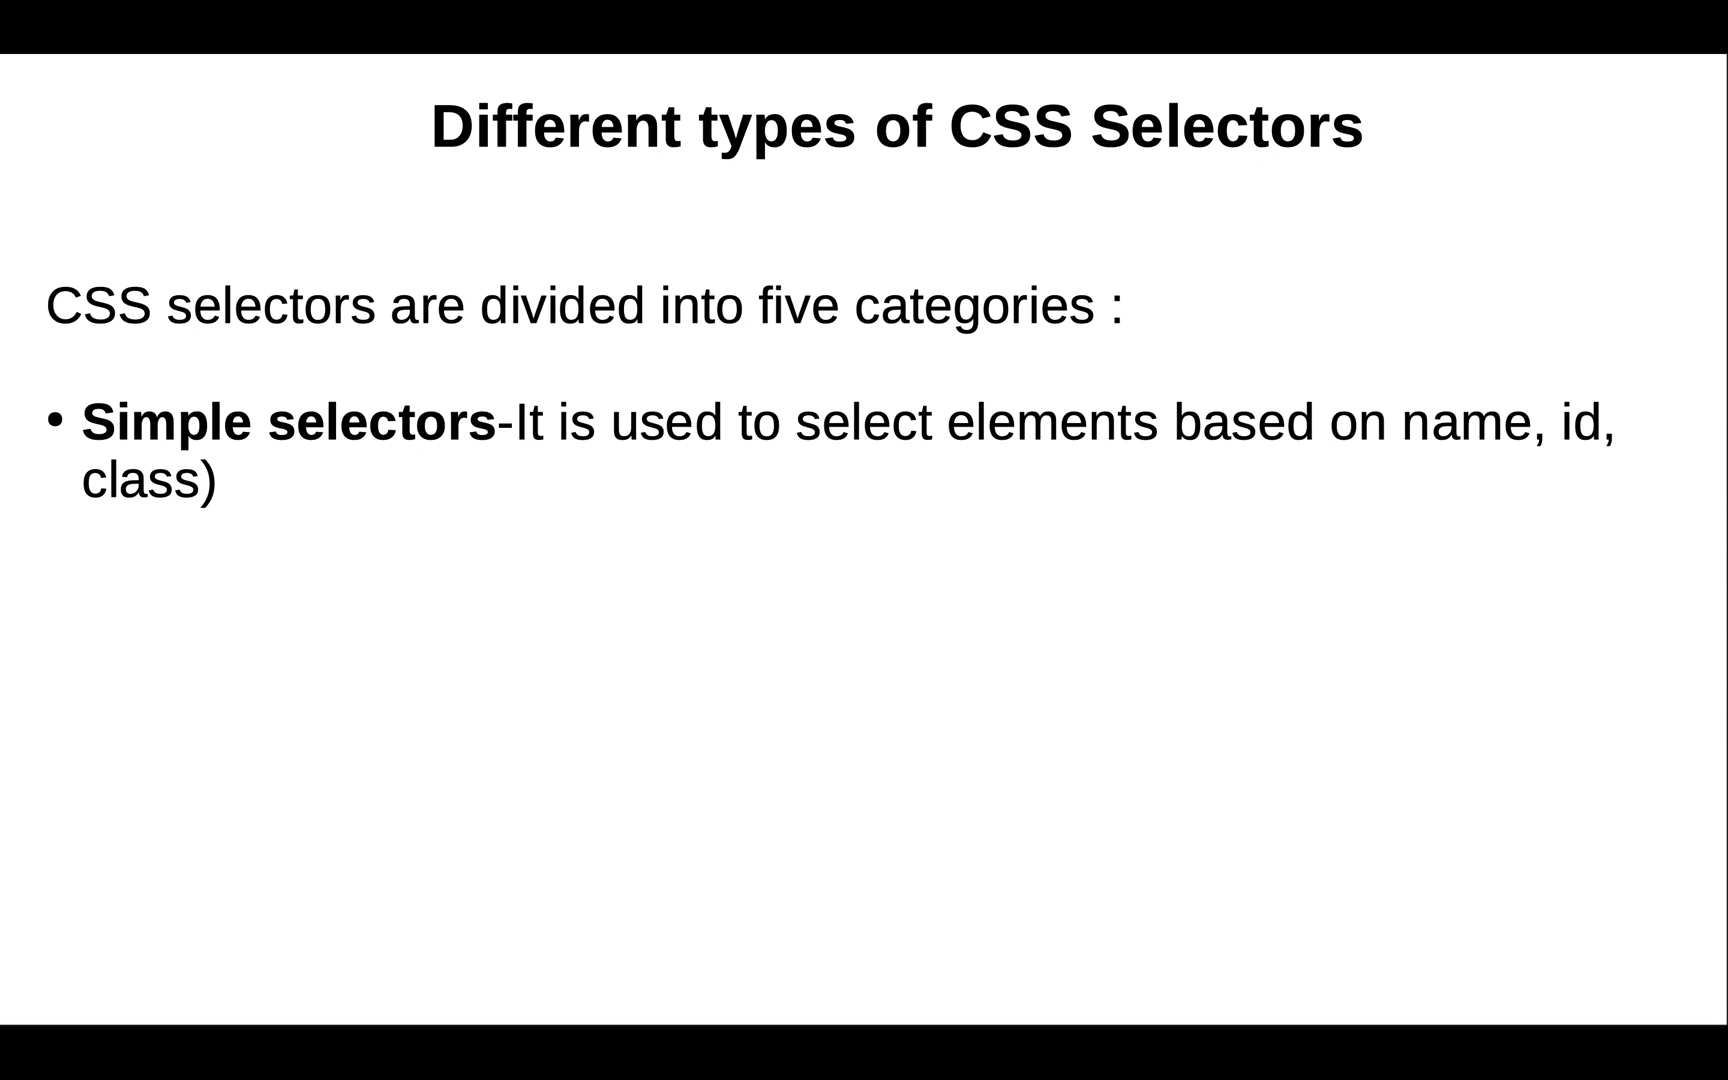 Different types of CSS Selectors
CSS selectors are divided into five categories :
• Simple selectors-It is used to select elements based on name, id,
class)